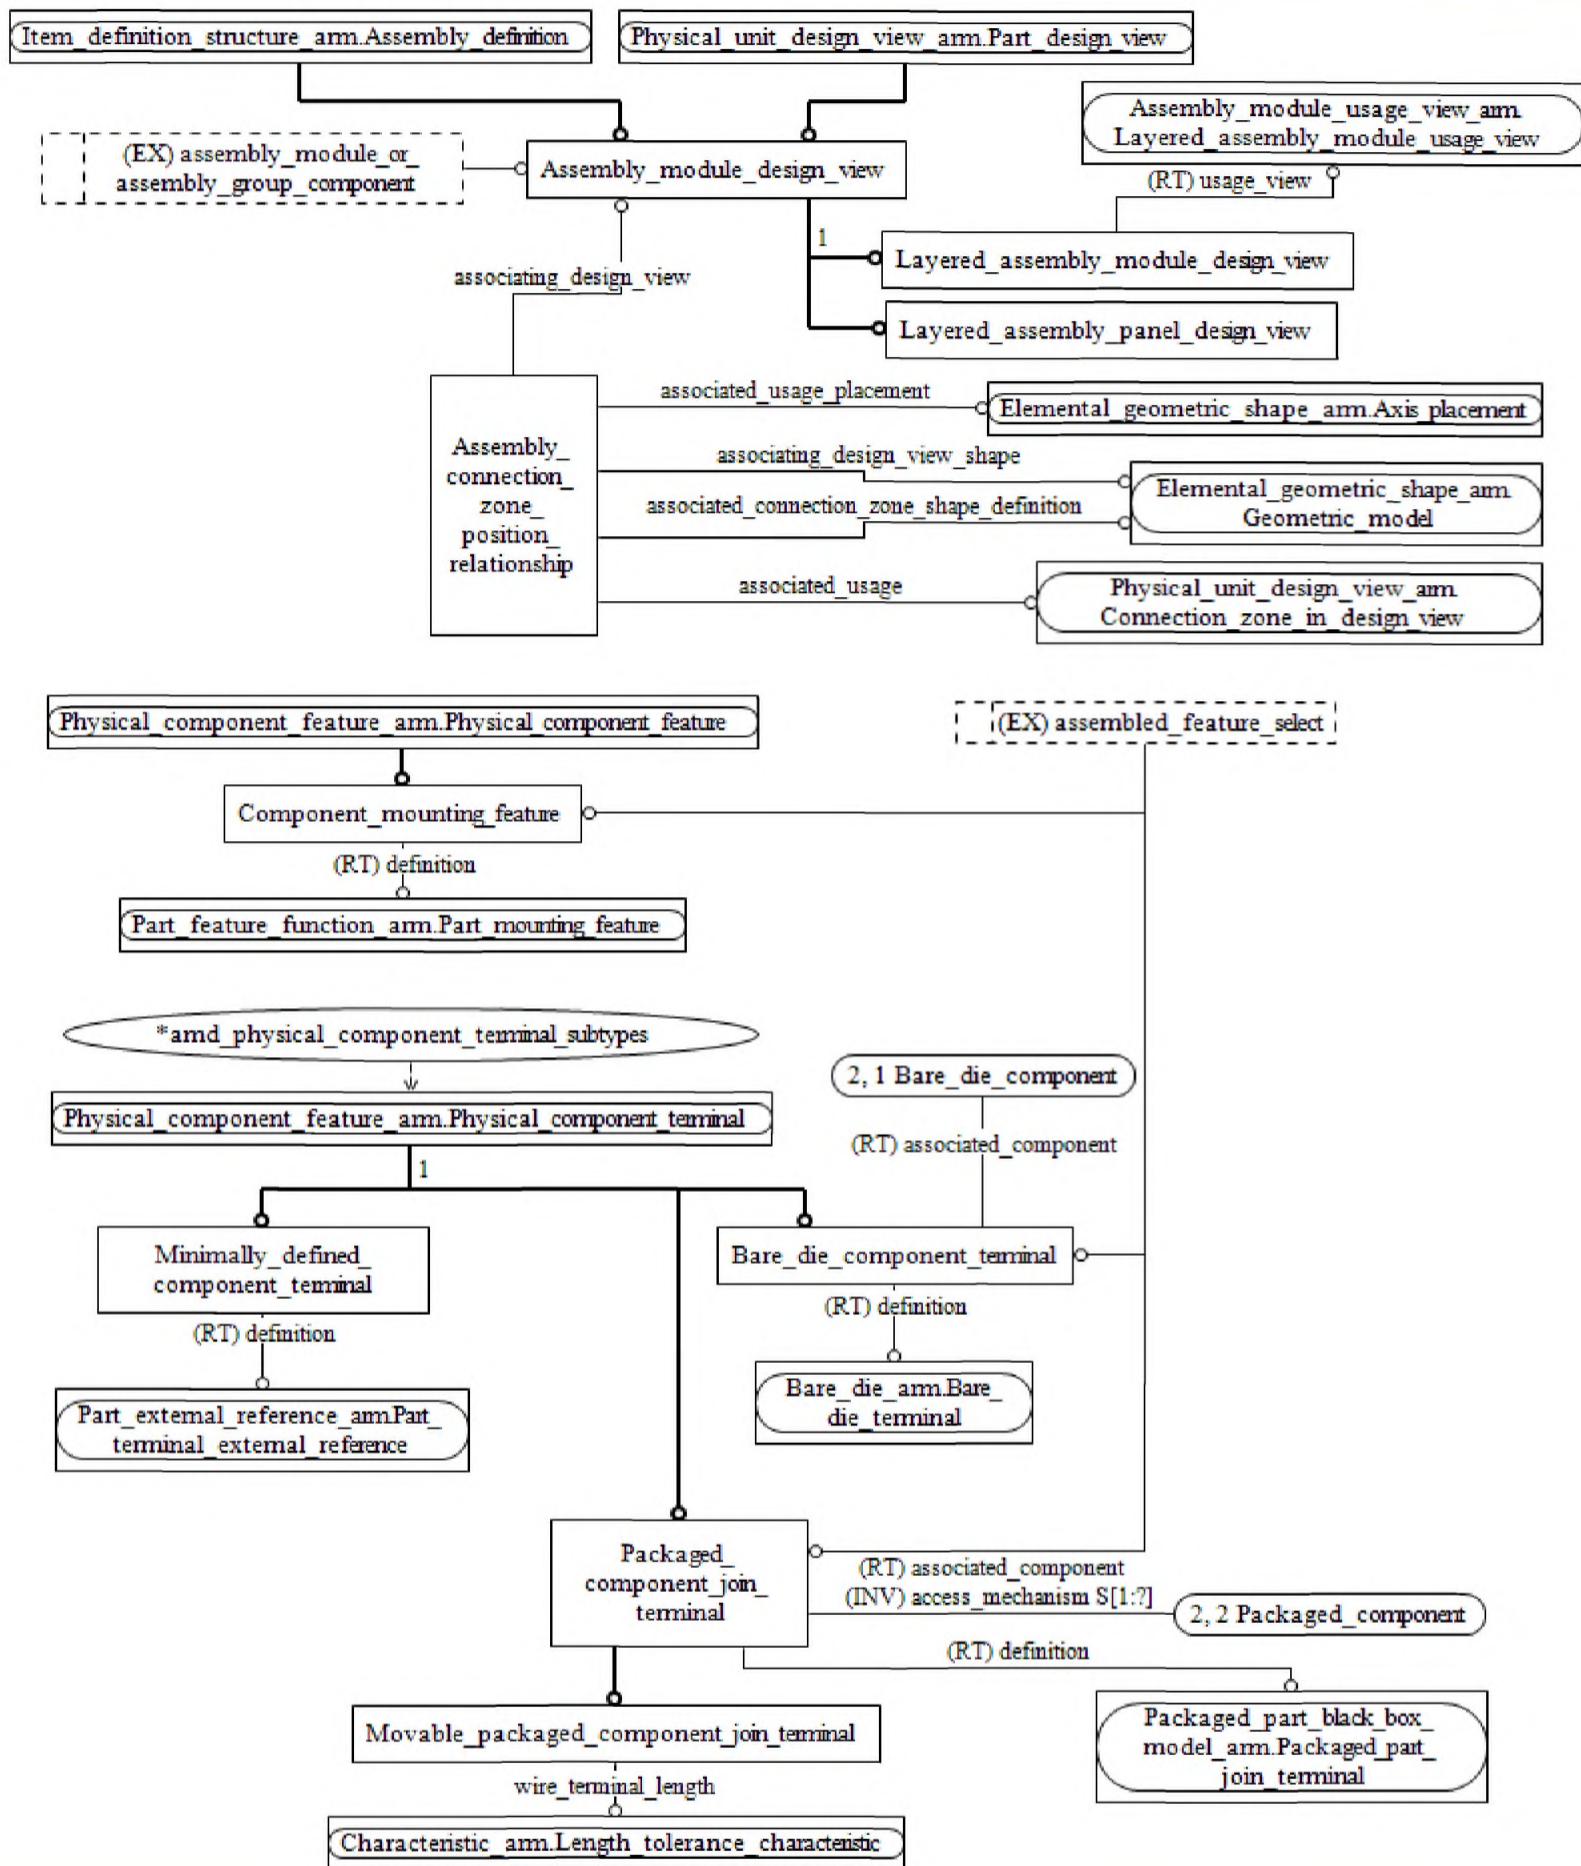 Item_definition_structure_arm.Assembly_definition
Physical_unit_design_view_arm.Part_design_view
Assembly_module_usage_view_arm.
Layered_assembly_module_usage_view
(EX) assembly_module_or_
assembly_group_component
Assembly_module_design_view
(RT) usage_view
1
Layered_assembly_module_design_view
associating_design_view
Layered_assembly_panel_design_view
associated_usage_placement
Elemental_geometric_shape_arm.Axis_placement
Assembly_
connection_
zone_
position_
relationship
associating_design_view_shape
associated_connection_zone_shape_definition
Elemental_geometric_shape_arm.
Geometric_model
associated_usage
Physical_unit_design_view_arm.
Connection_zone_in_design_view
Physical_component_feature_arm.Physical_component_feature
(EX) assembled_feature_select
Component_mounting_feature
(RT) definition
Part_feature_function_arm.Part_mounting_feature
*amd_physical_component_terminal_subtypes
2, 1 Bare_die_component
Physical_component_feature_arm.Physical_component_terminal
(RT) associated_component
1
Minimally_defined_
component_terminal
Bare_die_component_terminal
(RT) definition
(RT) definition
Bare_die_arm.Bare_
die_terminal
Part_external_reference_arm.Part_
terminal_external_reference
Packaged_
component_join_
terminal
(RT) associated_component
(INV) access_mechanism S[1:?]
2, 2 Packaged_component
(RT) definition
Movable_packaged_component_join_terminal
Packaged_part_black_box_
model_arm.Packaged_part_
join_terminal
wire_terminal_length
Characteristic_arm.Length_tolerance_characteristic